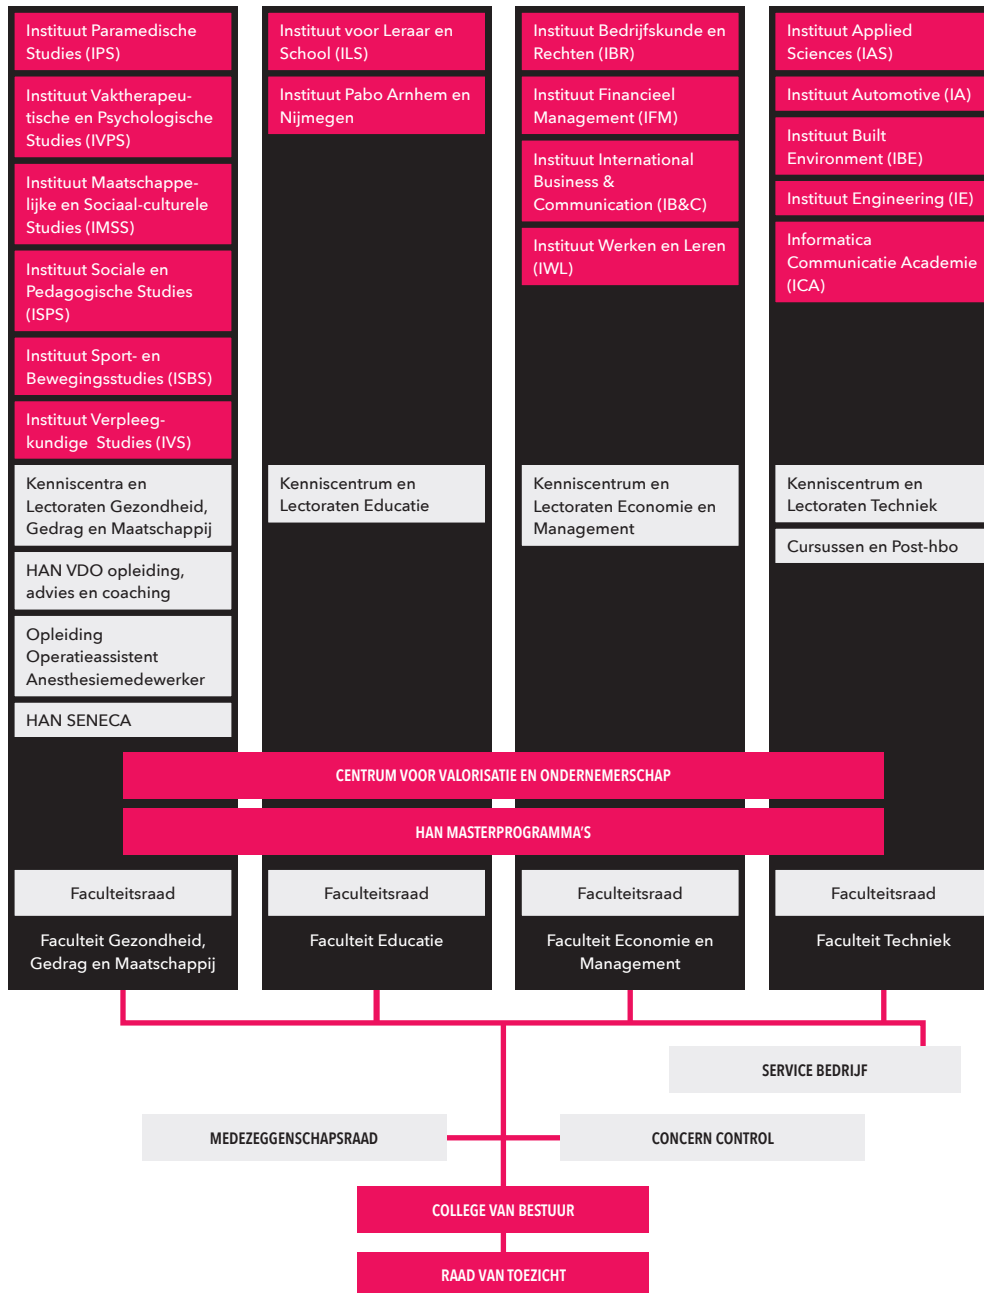 Instituut Paramedische
Studies (IPS)
Instituut Vaktherapeu-
tische en Psychologische
Studies (IVPS)
Instituut Maatschappe-
lijke en Sociaal-culturele
Studies (IMSS)
Instituut Sociale en
Pedagogische Studies
(ISPS)
Instituut Sport- en
Bewegingsstudies (ISBS)
Instituut Verpleeg-
kundige Studies (IVS)
Kenniscentra en
Lectoraten Gezondheid,
Gedrag en Maatschappij
HAN VDO opleiding,
advies en coaching
Opleiding
Operatieassistent
Anesthesiemedewerker
HAN SENECA
Instituut voor Leraar en
School (ILS)
Instituut Pabo Arnhem en
Nijmegen
Kenniscentrum en
Lectoraten Educatie
Instituut Bedrijfskunde en
Rechten (IBR)
Instituut Financieel
Management (IFM)
Instituut International
Business &
Communication (IB&C)
Instituut Werken en Leren
(IWL)
Kenniscentrum en
Lectoraten Economie en
Management
Instituut Applied
Sciences (IAS)
Instituut Automotive (IA)
Instituut Built
Environment (IBE)
Instituut Engineering (IE)
Informatica
Communicatie Academie
(ICA)
Kenniscentrum en
Lectoraten Techniek
Cursussen en Post-hbo
CENTRUM VOOR VALORISATIE EN ONDERNEMERSCHAP
HAN MASTERPROGRAMMA'S
Faculteitsraad
Faculteit Gezondheid,
Gedrag en Maatschappij
Faculteitsraad
Faculteit Educatie
Faculteitsraad
Faculteit Economie en
Management
Faculteitsraad
Faculteit Techniek
SERVICE BEDRIJF
MEDEZEGGENSCHAPSRAAD
CONCERN CONTROL
COLLEGE VAN BESTUUR
RAAD VAN TOEZICHT